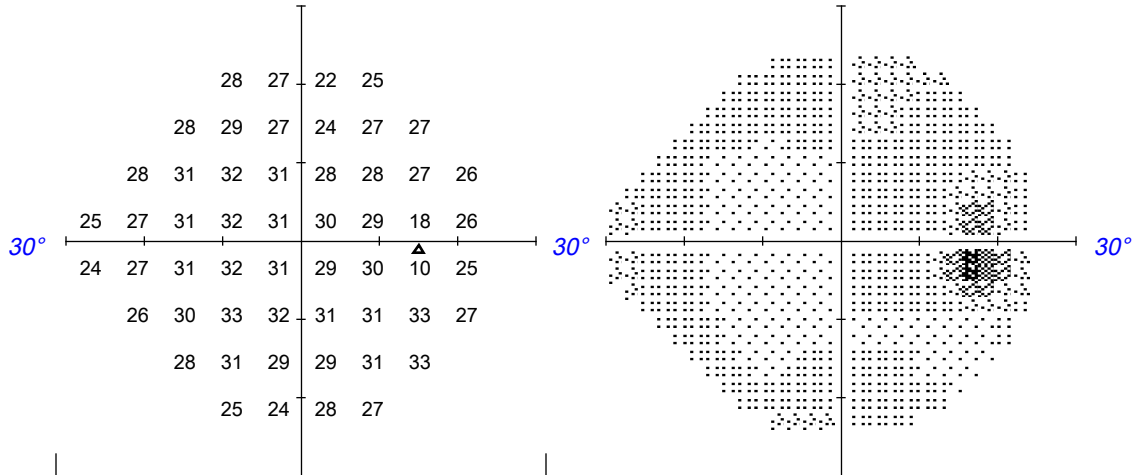 28 27 22 25
28 29 27 24 27 27
28 31 32 31 28 28 27 26
25 27 31 32 31 30 29 18 26
30° 30° 30°
24 27 31 32 31 29 30 10 25
26 30 33 32 31 31 33 27
28 31 29 29 31 33
25 24 28 27